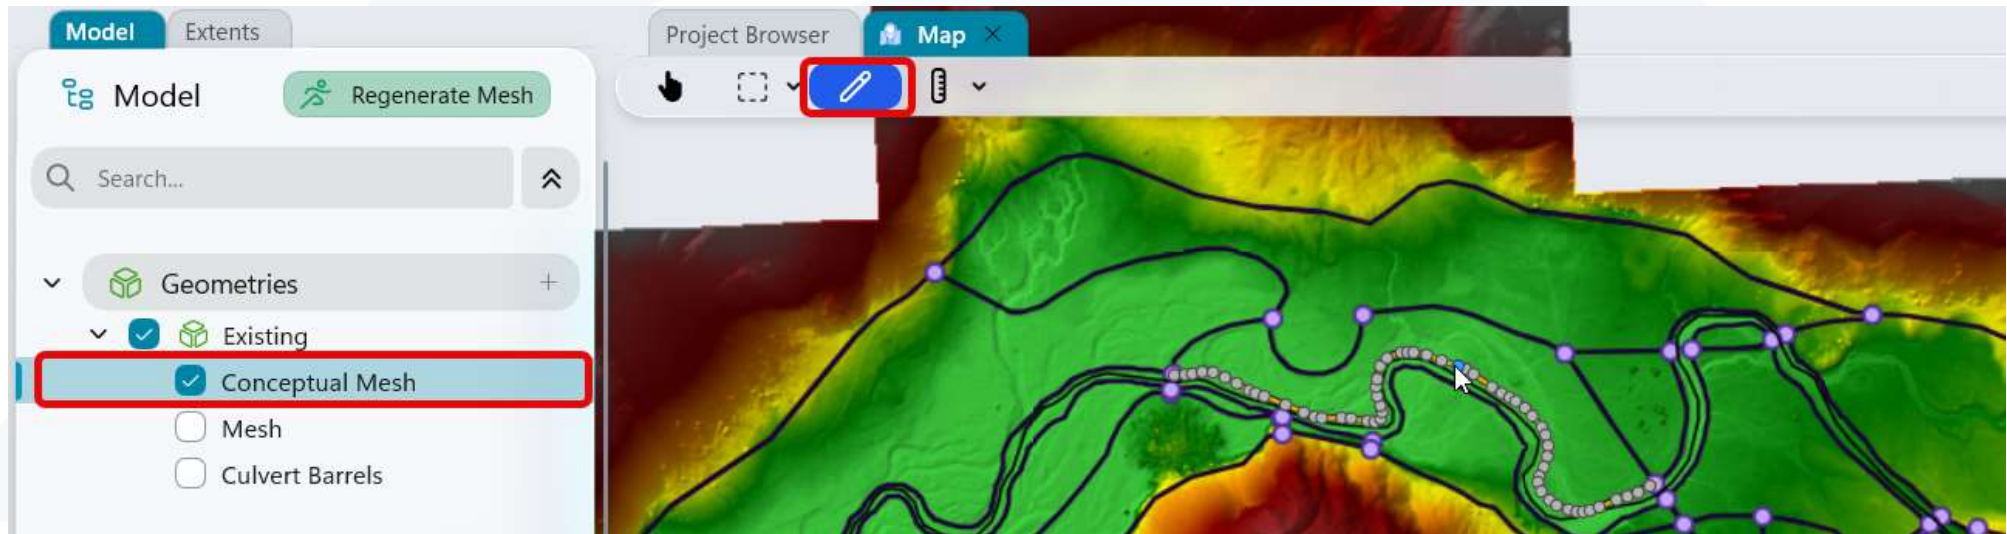 Model
Extents
Project Browser
Map
Model
Regenerate Mesh
Search...
Geometries
Existing
Conceptual Mesh
Mesh
Culvert Barrels